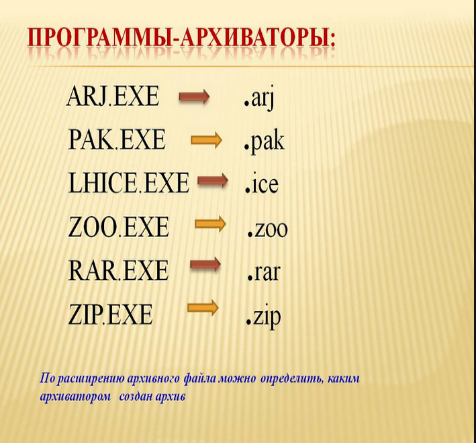 ПРОГРАММЫ-АРХИВАТОРЫ:
ARJ.EXE .arj
PAK.EXE .pak
LHICE.EXE .ice
ZOO.EXE .zoo
RAR.EXE .rar
ZIP.EXE .zip
По расширению архивного файла можно определить, каким
архиватором создан архив